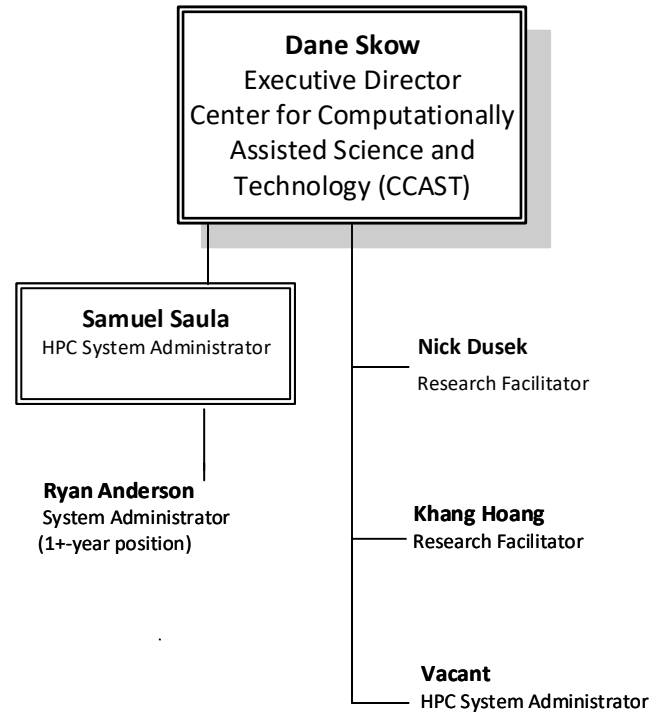 Dane Skow
Executive Director
Center for Computationally
Assisted Science and
Technology (CCAST)
Samuel Saula
HPC System Administrator
Nick Dusek
Research Facilitator
Ryan Anderson
System Administrator
(1+-year position)
Khang Hoang
Research Facilitator
Vacant
HPC System Administrator